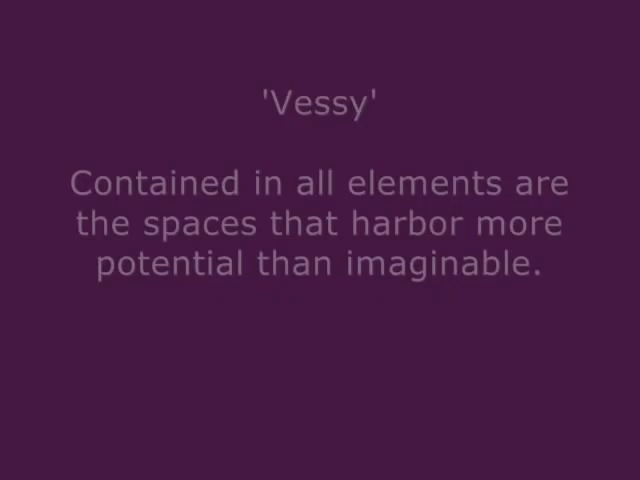 'Vessy'
Contained in all elements are
the spaces that harbor more
potential than imaginable.